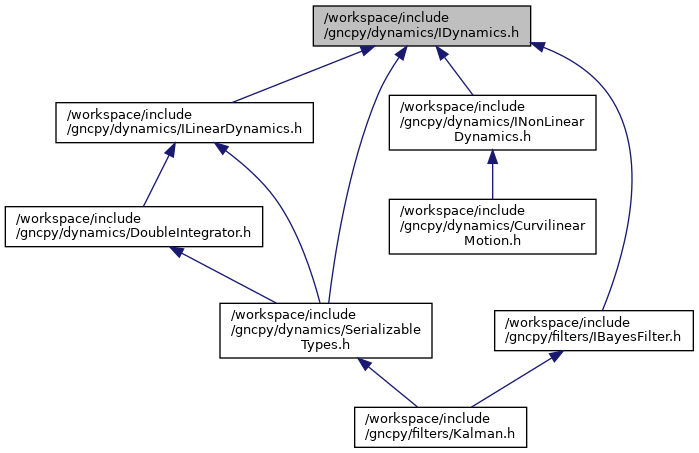 /workspace/include
/gncpy/dynamics/IDynamics.h
/workspace/include
/gncpy/dynamics/ILinearDynamics.h
/workspace/include
/gncpy/dynamics/INonLinear
Dynamics.h
/workspace/include
/gncpy/dynamics/DoubleIntegrator.h
/workspace/include
/gncpy/dynamics/Curvilinear
Motion.h
/workspace/include
/gncpy/dynamics/Serializable
Types.h
/workspace/include
/gncpy/filters/IBayesFilter.h
/workspace/include
/gncpy/filters/Kalman.h